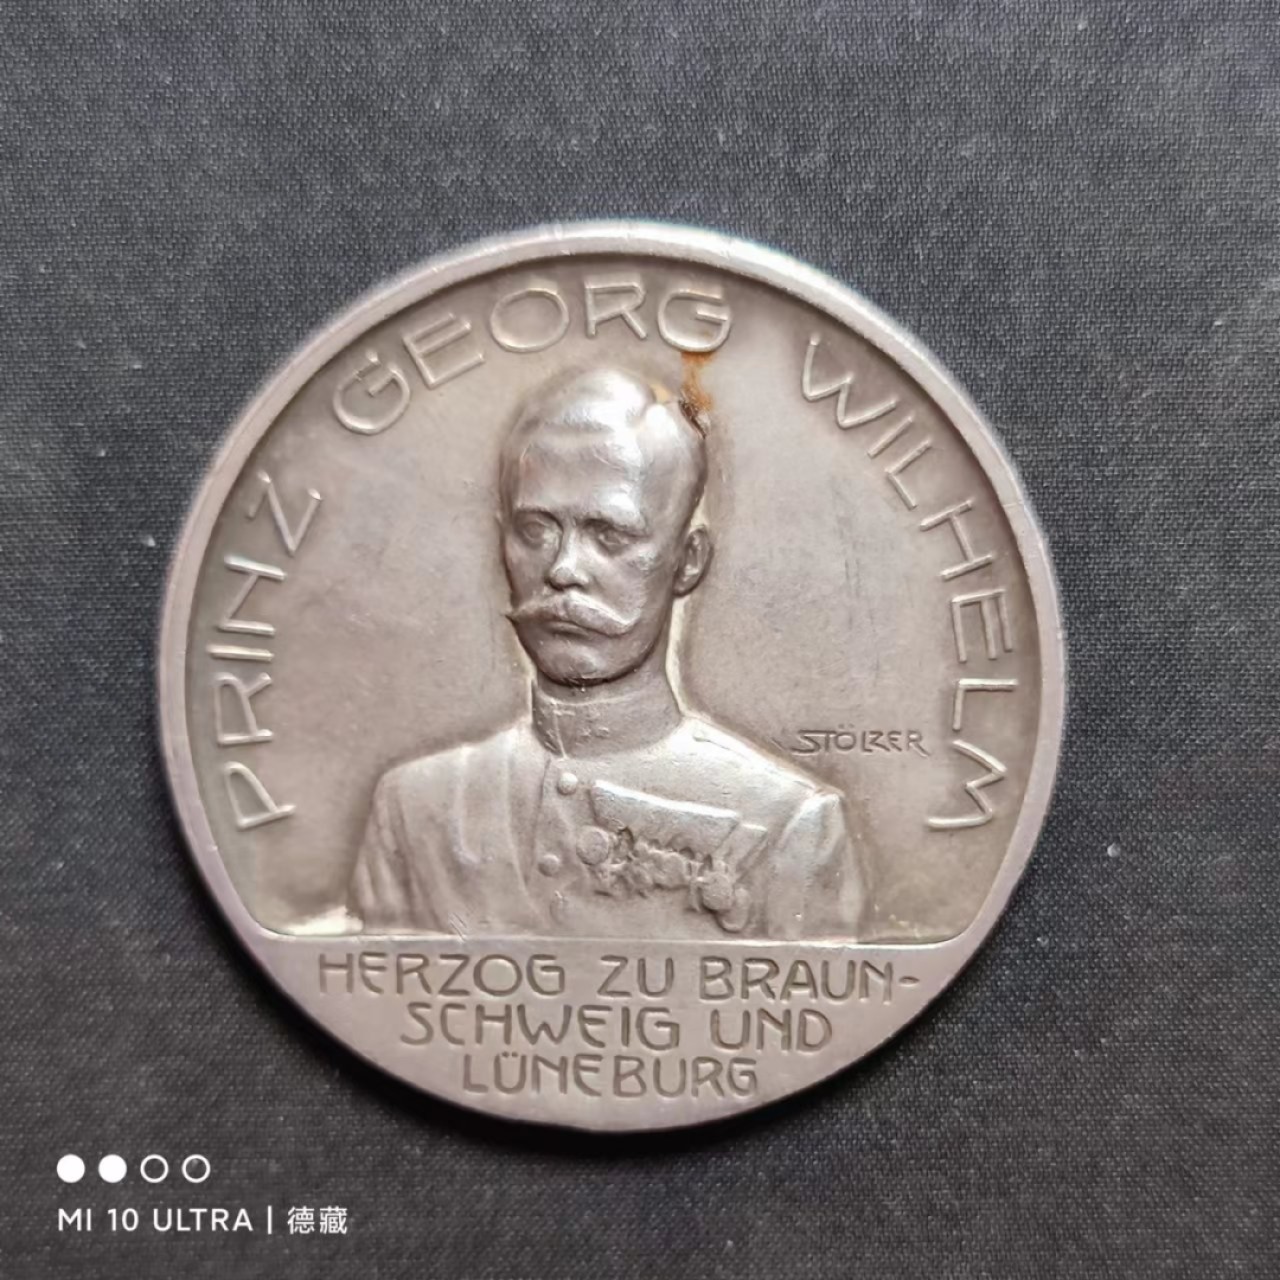 PRINZ GEORG WILHELM
STÖLZER
HERZOG ZU BRAUN-
SCHWEIG UND
LÜNEBURG
MI 10 ULTRA | 德藏